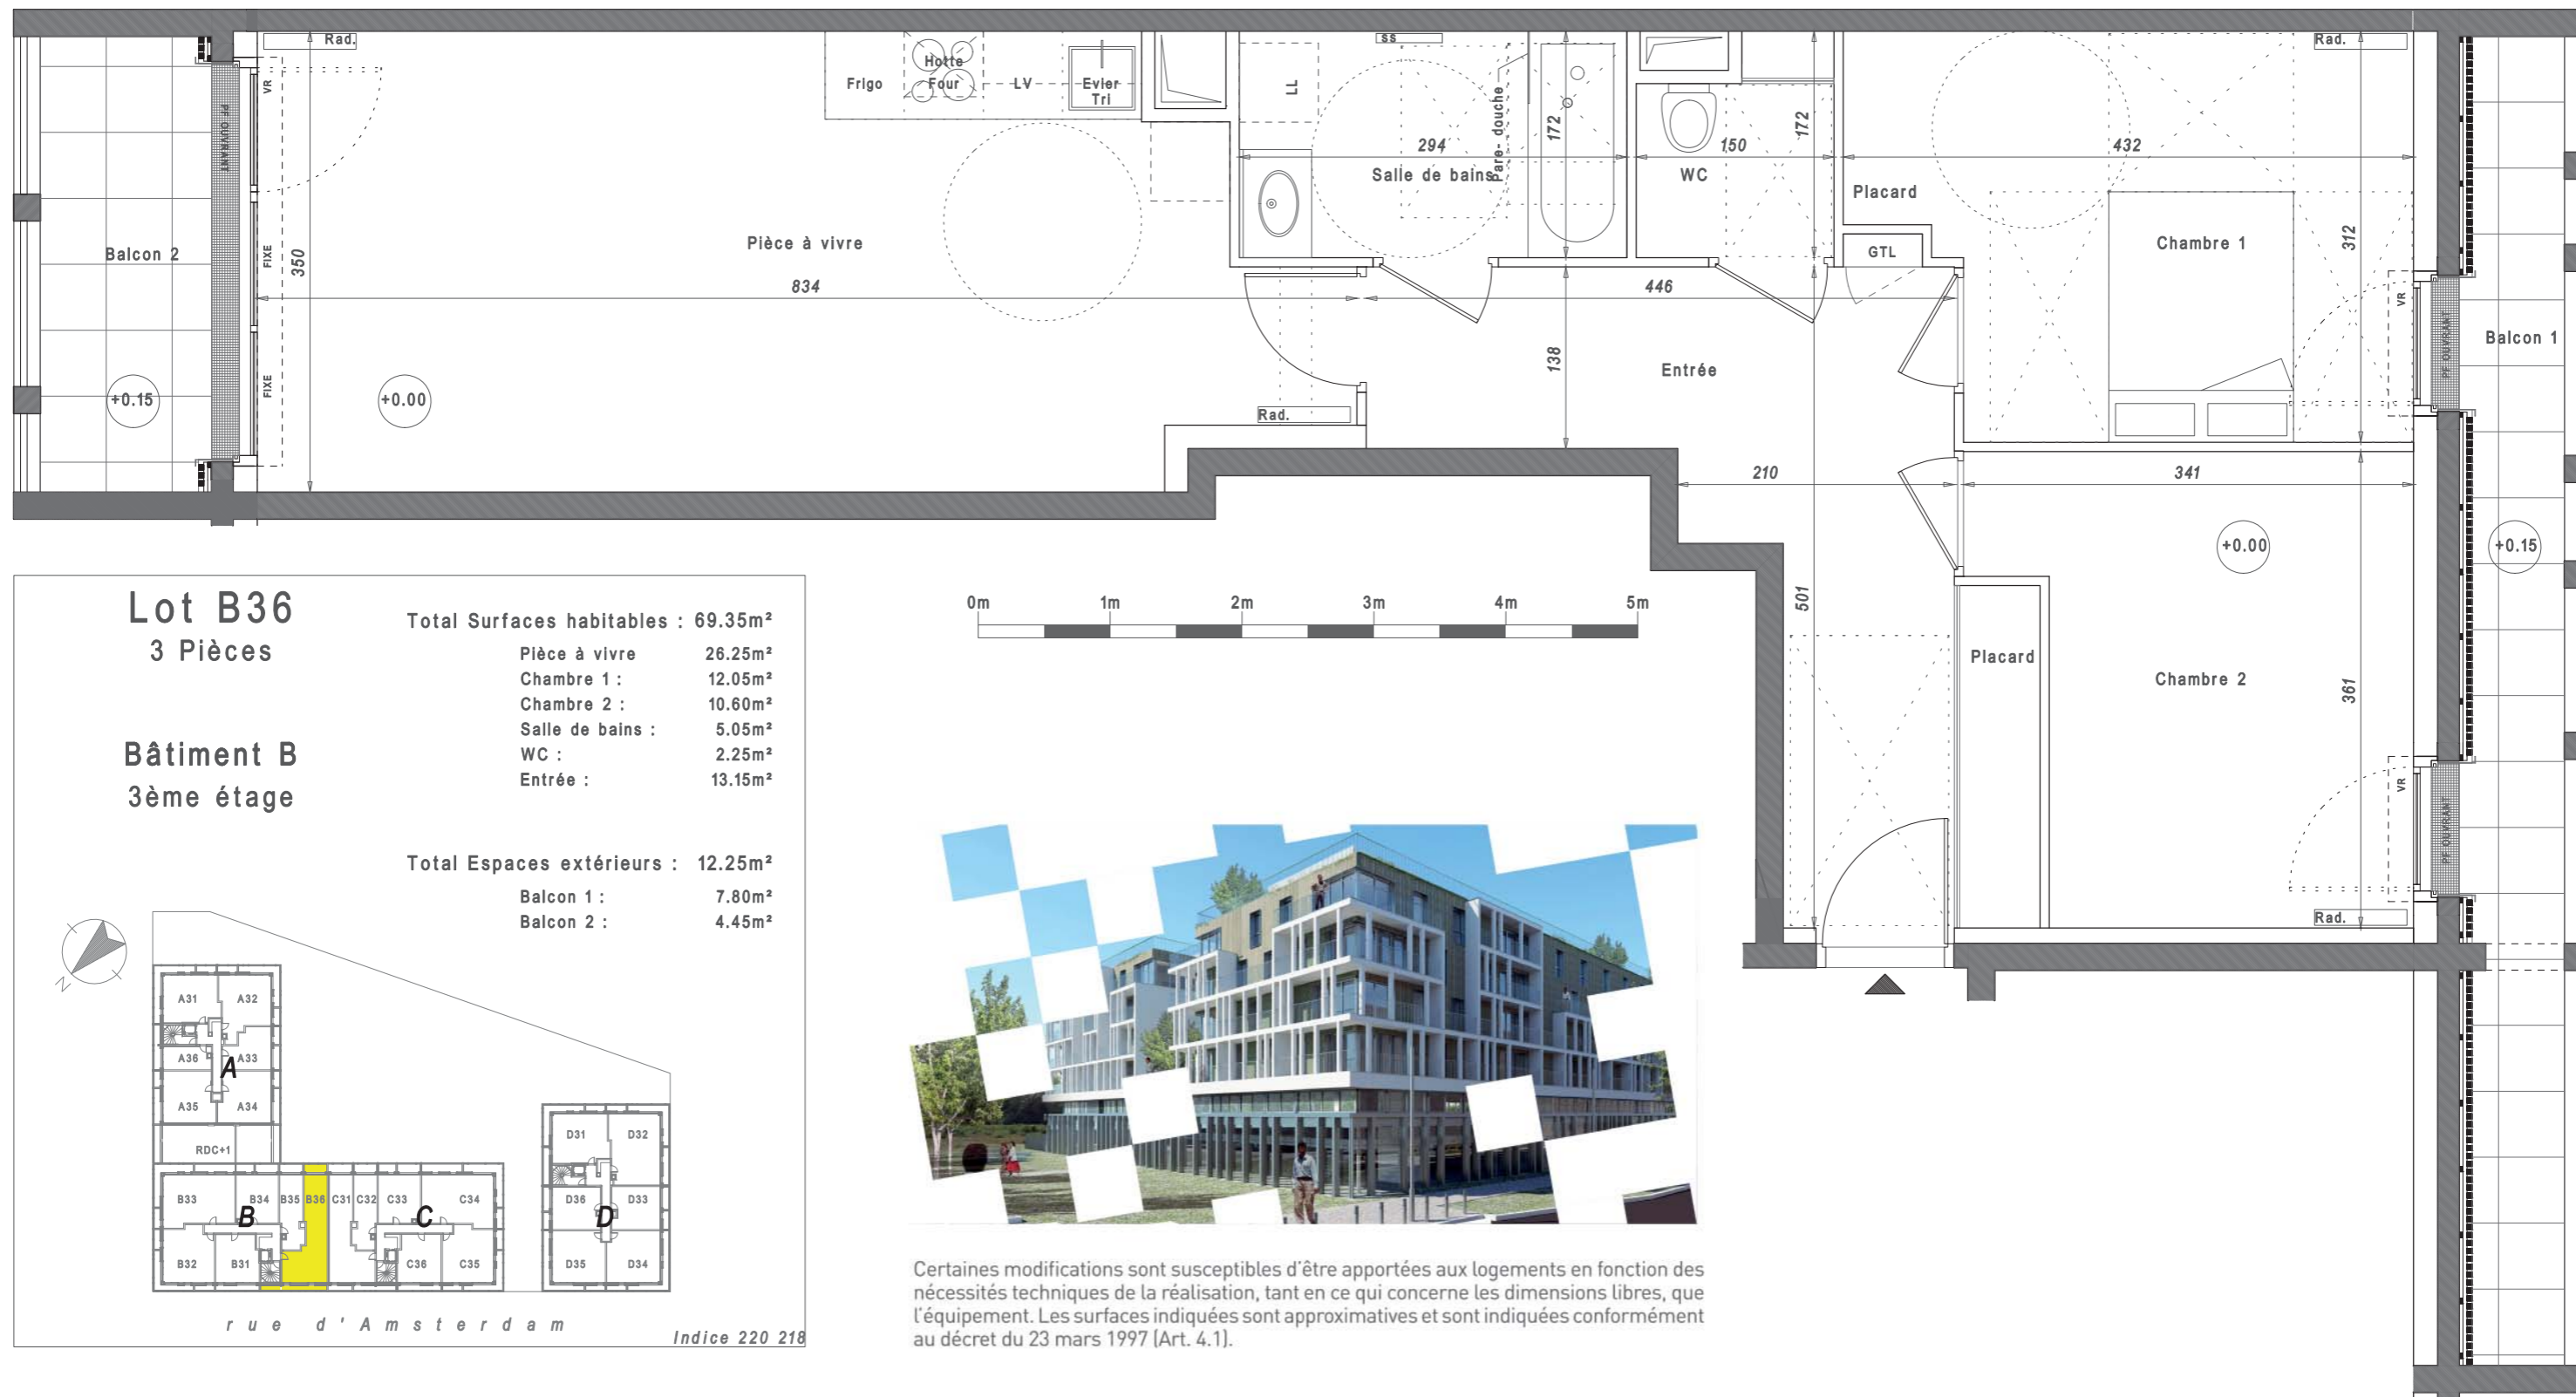 Rad.
VR
PF OUVRANT
Balcon 2
FIXE
350
FIXE
+0.15
+0.00
Pièce à vivre
834
Frigo
Hotte
Four
LV
Evier
Tri
LL
ss
Pare-douche
172
294
Salle de bains
150
WC
172
Placard
GTL
432
Rad.
Chambre 1
312
VR
PF OUVRANT
Balcon 1
446
138
Entrée
Rad.
210
341
+0.00
+0.15
501
Placard
Chambre 2
361
VR
PF OUVRANT
Rad.
0m 1m 2m 3m 4m 5m
Lot B36
3 Pièces
Bâtiment B
3ème étage
Total Surfaces habitables : 69.35m²
Pièce à vivre 26.25m²
Chambre 1 : 12.05m²
Chambre 2 : 10.60m²
Salle de bains : 5.05m²
WC : 2.25m²
Entrée : 13.15m²
Total Espaces extérieurs : 12.25m²
Balcon 1 : 7.80m²
Balcon 2 : 4.45m²
N
A31 A32
A36 A33
A
A35 A34
RDC+1
B33 B34 B35 B36 C31 C32 C33 C34
B C
B32 B31 C36 C35
D31 D32
D36 D33
D
D35 D34
rue d'Amsterdam
Indice 220 218
Certaines modifications sont susceptibles d'être apportées aux logements en fonction des
nécessités techniques de la réalisation, tant en ce qui concerne les dimensions libres, que
l'équipement. Les surfaces indiquées sont approximatives et sont indiquées conformément
au décret du 23 mars 1997 (Art. 4.1).